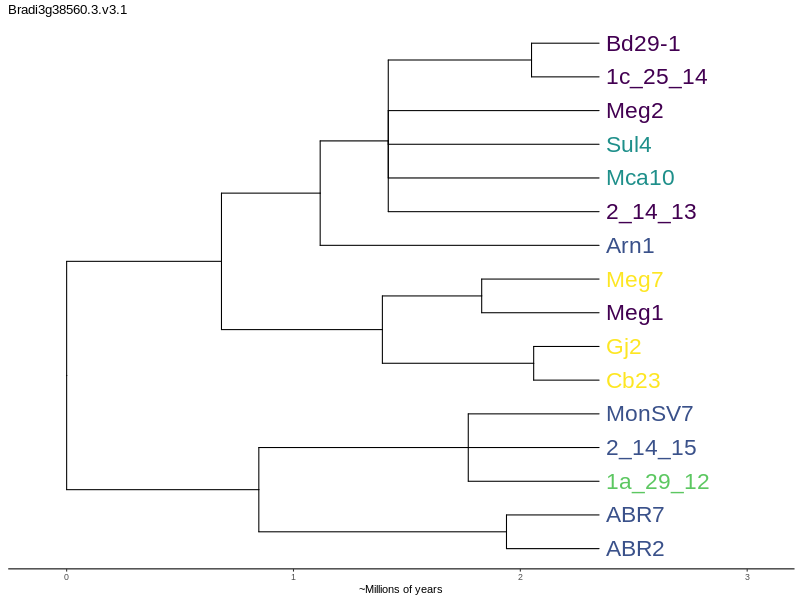 Bradi3g38560.3.v3.1
Bd29-1
1c_25_14
Meg2
Sul4
Mca10
2_14_13
Arn1
Meg7
Meg1
Gj2
Cb23
MonSV7
2_14_15
1a_29_12
ABR7
ABR2
0 1 2 3
~Millions of years